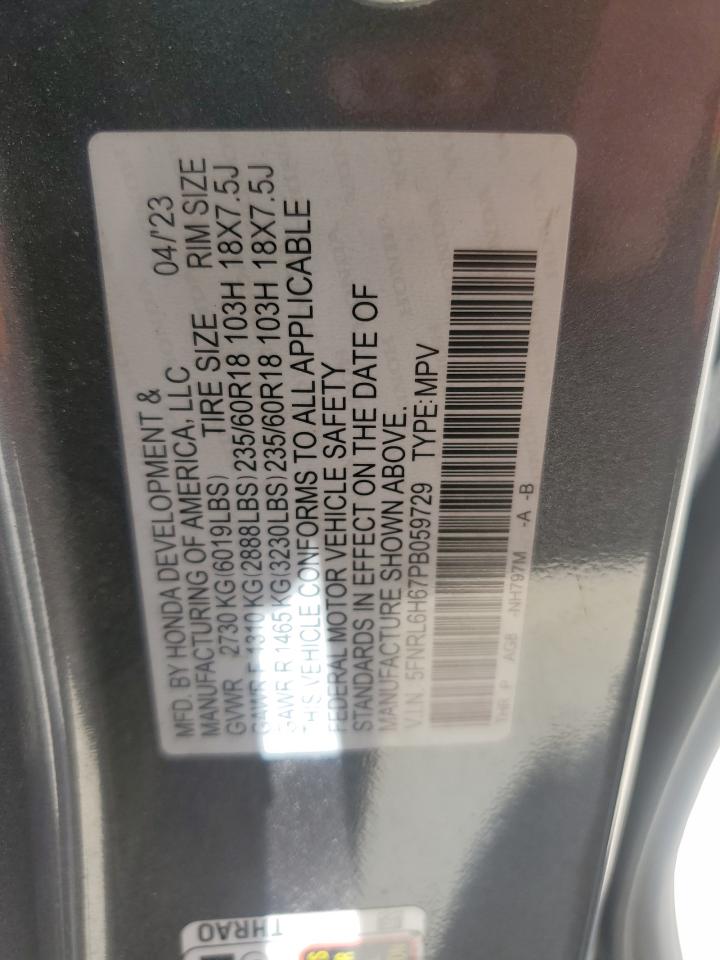 MFD. BY HONDA DEVELOPMENT & 04/'23
MANUFACTURING OF AMERICA, LLC
GVWR 2730 KG(6019LBS) TIRE SIZE RIM SIZE
GAWR F 1310 KG(2888LBS)235/60R18 103H 18X7.5J
GAWR R 1465 KG(3230LBS)235/60R18 103H 18X7.5J
THIS VEHICLE CONFORMS TO ALL APPLICABLE
FEDERAL MOTOR VEHICLE SAFETY
STANDARDS IN EFFECT ON THE DATE OF
MANUFACTURE SHOWN ABOVE.
V.I.N. 5FNRL6H67PB059729 TYPE:MPV
THR P AGB -NH797M -A -B
THRA0